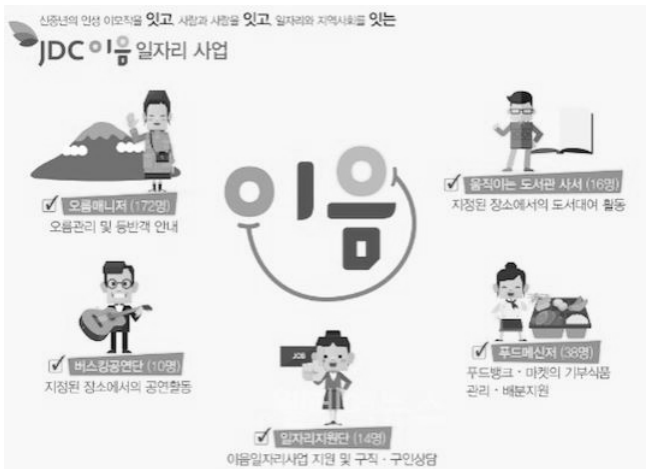 신중년의 인생 이모작을 잇고, 사람과 사람을 잇고, 일자리와 지역사회를 잇는
JDC 이음 일자리 사업
이음
오름매니저 (172명)
오름관리 및 등반객 안내
움직이는 도서관 사서 (16명)
지정된 장소에서의 도서대여 활동
버스킹공연단 (10명)
지정된 장소에서의 공연활동
푸드메신저 (38명)
푸드뱅크·마켓의 기부식품
관리·배분지원
JOB
일자리지원단 (14명)
이음일자리사업 지원 및 구직·구인상담